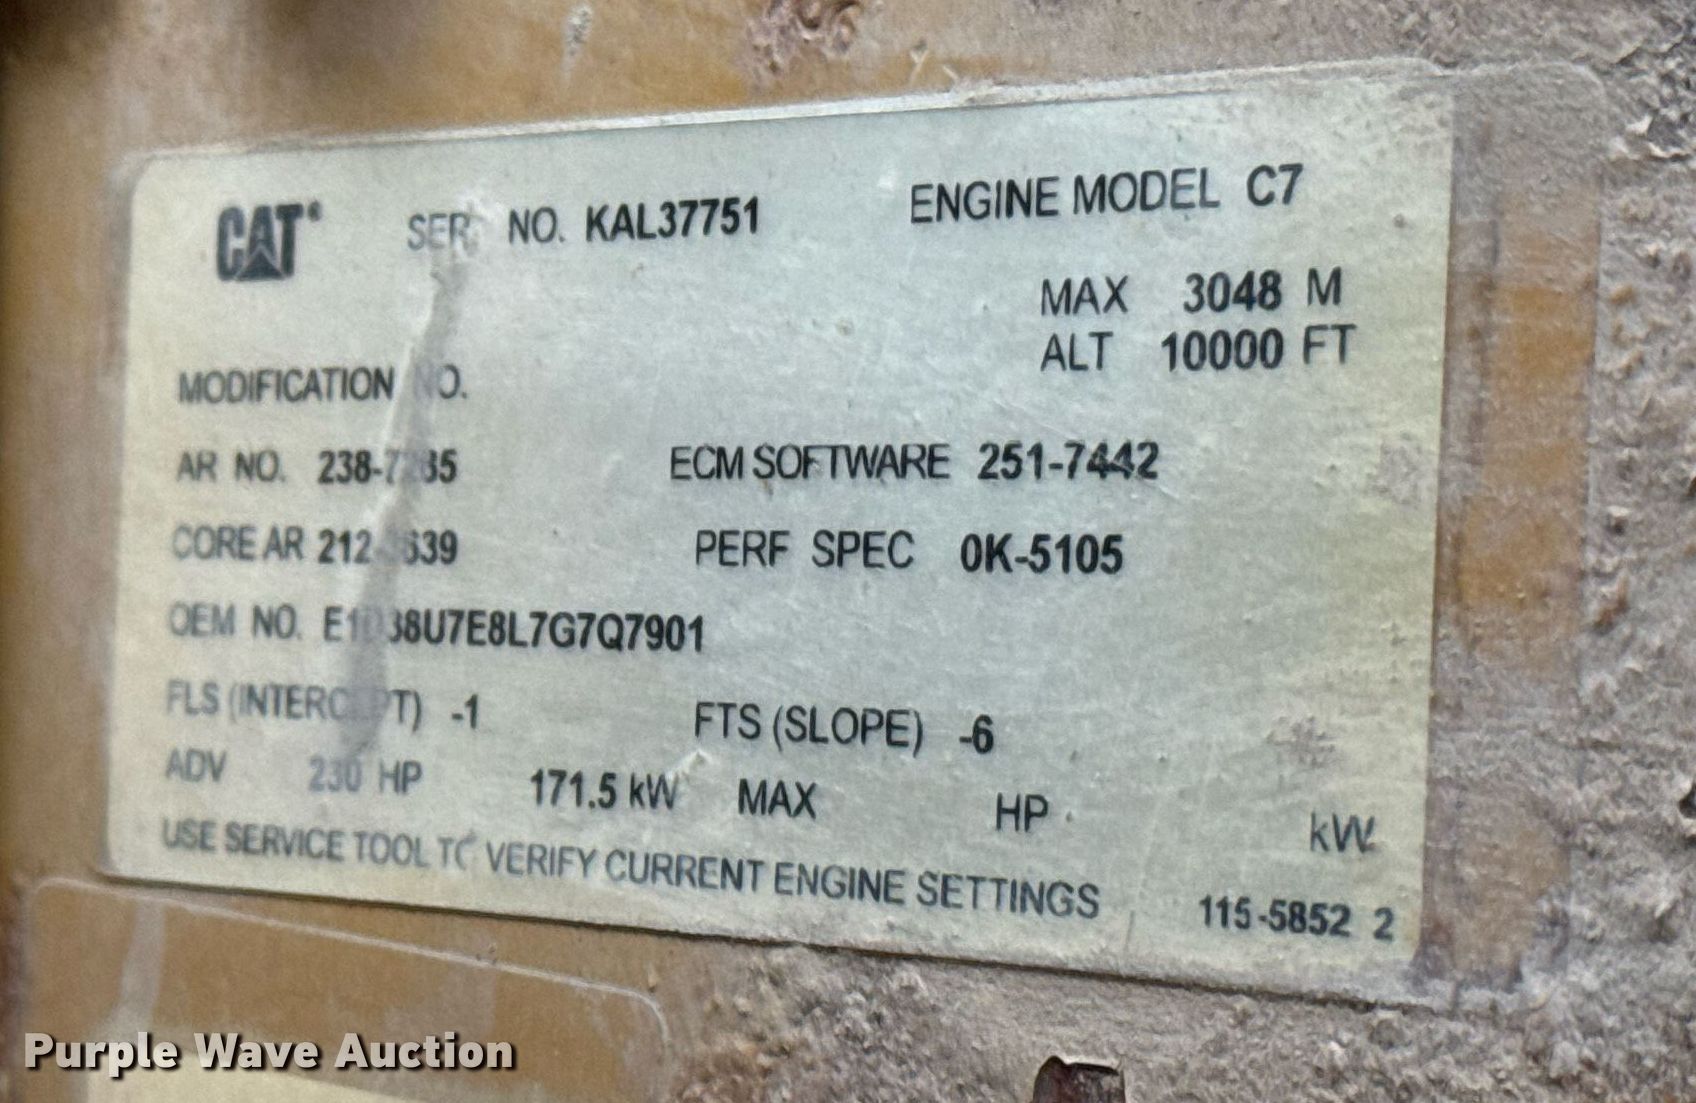 CAT® NO. KAL37751 ENGINE MODEL C7
MAX 3048 M
ALT 10000 FT
MODIFICATION NO.
AR NO. ECM SOFTWARE 251-7442
CORE AR PERF SPEC 0K-5105
OEM NO.
FLS (INTERCEPT) -1 FTS (SLOPE) -6
ADV 230 HP 171.5 kW MAX HP kW
USE SERVICE TOOL TO VERIFY CURRENT ENGINE SETTINGS 115-5852 2
Purple Wave Auction